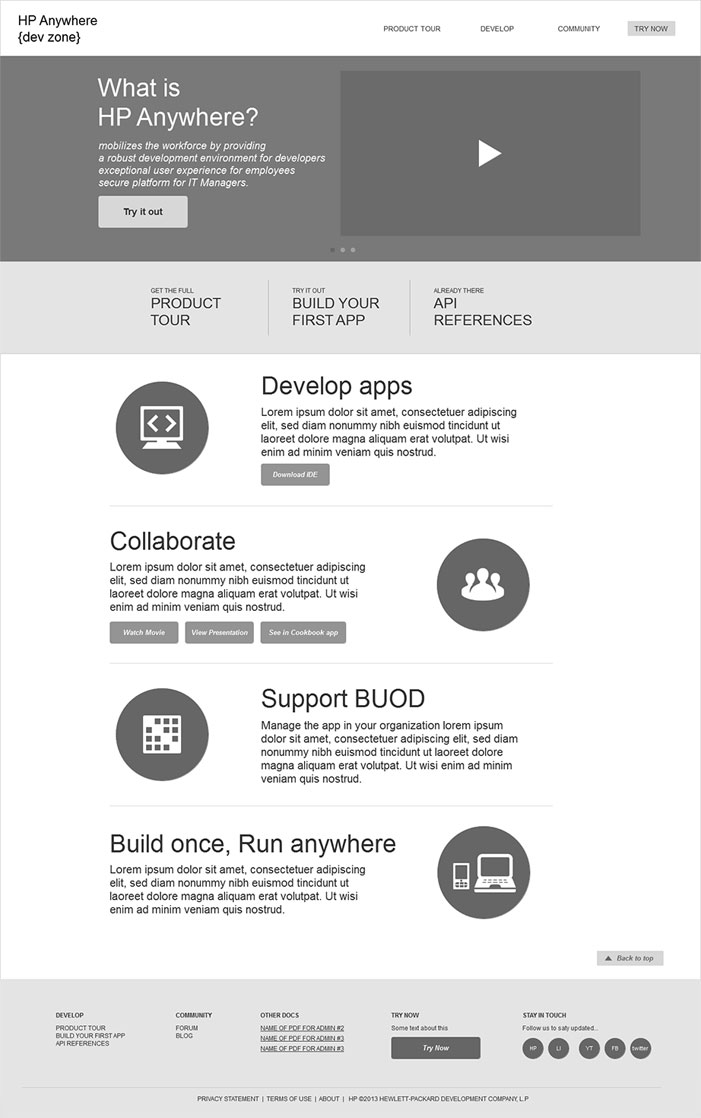 HP Anywhere
{dev zone}
PRODUCT TOUR
DEVELOP
COMMUNITY
TRY NOW
What is
HP Anywhere?
mobilizes the workforce by providing
a robust development environment for developers
exceptional user experience for employees
secure platform for IT Managers.
Try it out
GET THE FULL
PRODUCT
TOUR
TRY IT OUT
BUILD YOUR
FIRST APP
ALREADY THERE
API
REFERENCES
Develop apps
Lorem ipsum dolor sit amet, consectetuer adipiscing
elit, sed diam nonummy nibh euismod tincidunt ut
laoreet dolore magna aliquam erat volutpat. Ut wisi
enim ad minim veniam quis nostrud.
Download IDE
Collaborate
Lorem ipsum dolor sit amet, consectetuer adipiscing
elit, sed diam nonummy nibh euismod tincidunt ut
laoreet dolore magna aliquam erat volutpat. Ut wisi
enim ad minim veniam quis nostrud.
Watch Movie
View Presentation
See in Cookbook app
Support BUOD
Manage the app in your organization lorem ipsum
dolor sit amet, consectetuer adipiscing elit, sed diam
nonummy nibh euismod tincidunt ut laoreet dolore
magna aliquam erat volutpat. Ut wisi enim ad minim
veniam quis nostrud.
Build once, Run anywhere
Lorem ipsum dolor sit amet, consectetuer adipiscing
elit, sed diam nonummy nibh euismod tincidunt ut
laoreet dolore magna aliquam erat volutpat. Ut wisi
enim ad minim veniam quis nostrud.
Back to top
DEVELOP
PRODUCT TOUR
BUILD YOUR FIRST APP
API REFERENCES
COMMUNITY
FORUM
BLOG
OTHER DOCS
NAME OF PDF FOR ADMIN #2
NAME OF PDF FOR ADMIN #3
NAME OF PDF FOR ADMIN #3
TRY NOW
Some text about this
Try Now
STAY IN TOUCH
Follow us to saty updated...
HP
LI
YT
FB
twitter
PRIVACY STATEMENT | TERMS OF USE | ABOUT | HP ©2013 HEWLETT-PACKARD DEVELOPMENT COMPANY, L.P